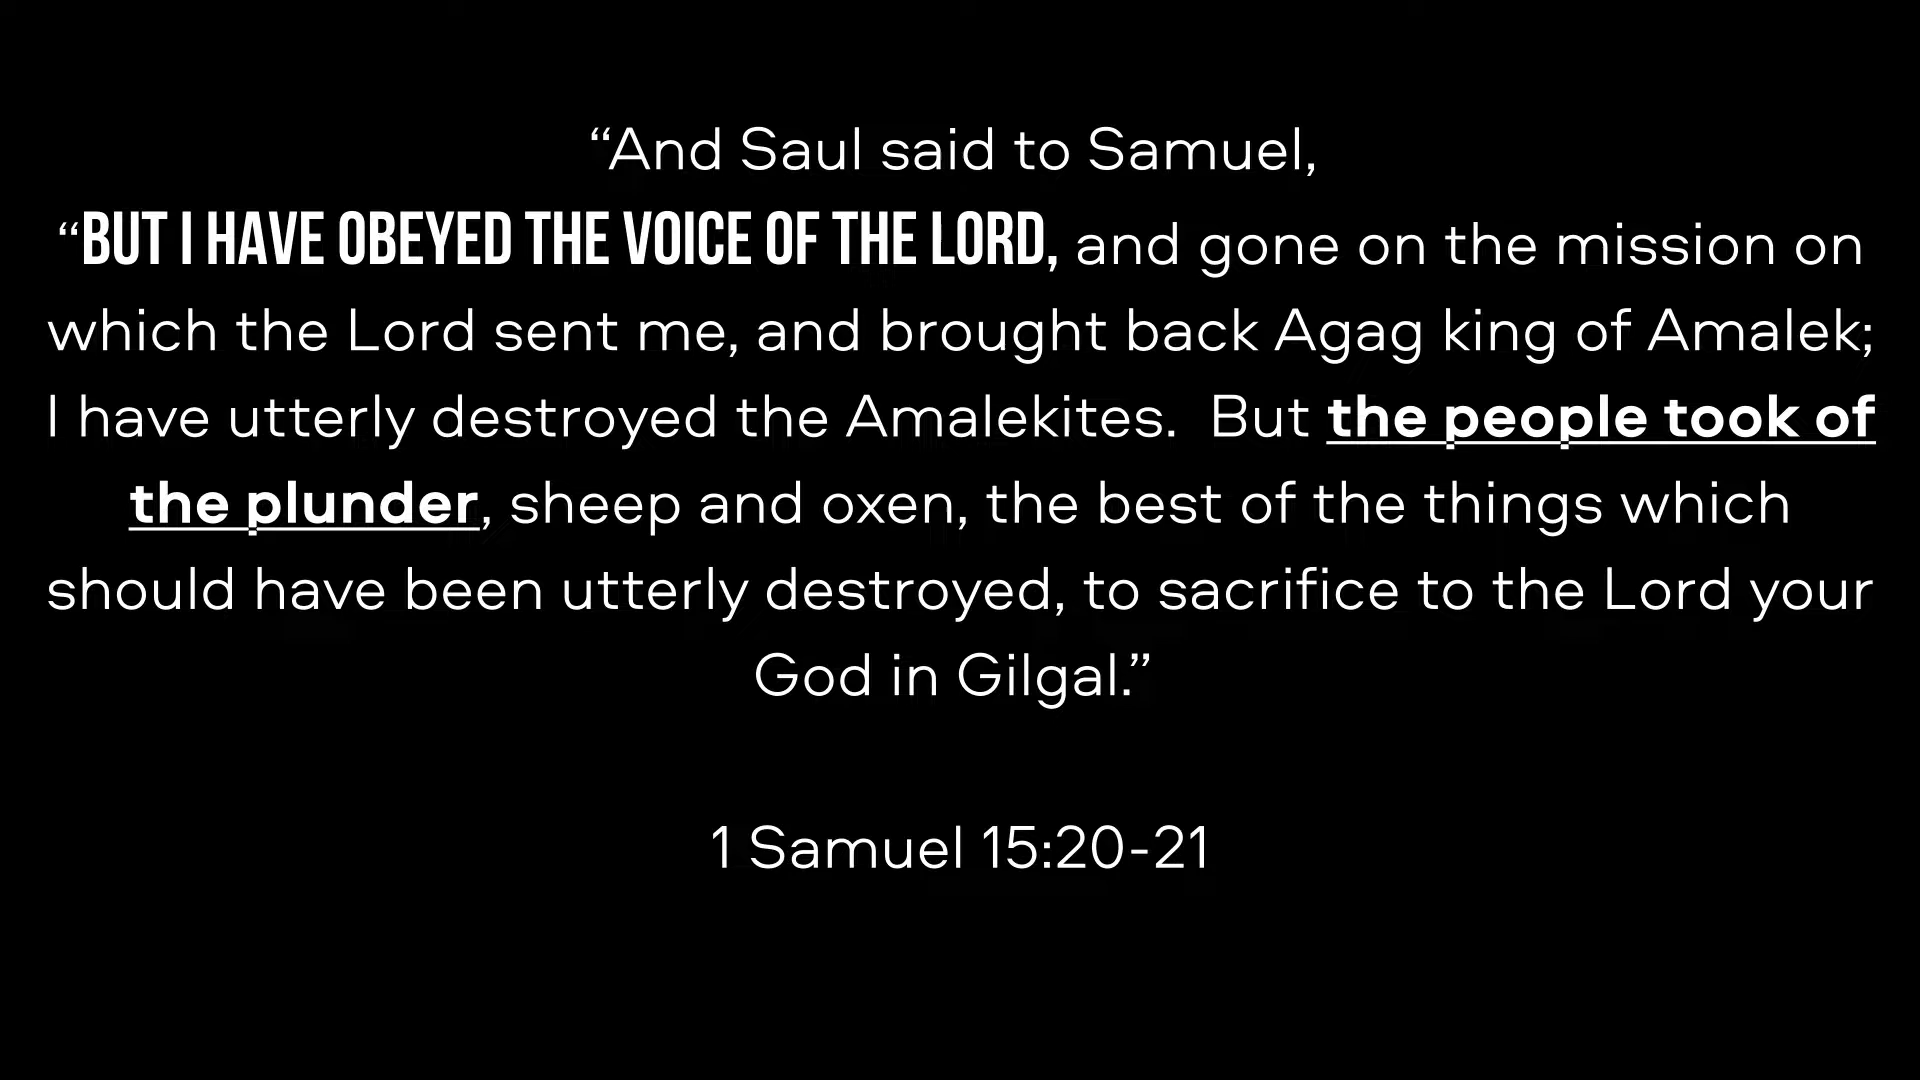 “And Saul said to Samuel,
“BUT I HAVE OBEYED THE VOICE OF THE LORD, and gone on the mission on
which the Lord sent me, and brought back Agag king of Amalek;
I have utterly destroyed the Amalekites.  But the people took of
the plunder, sheep and oxen, the best of the things which
should have been utterly destroyed, to sacrifice to the Lord your
God in Gilgal.”
1 Samuel 15:20-21